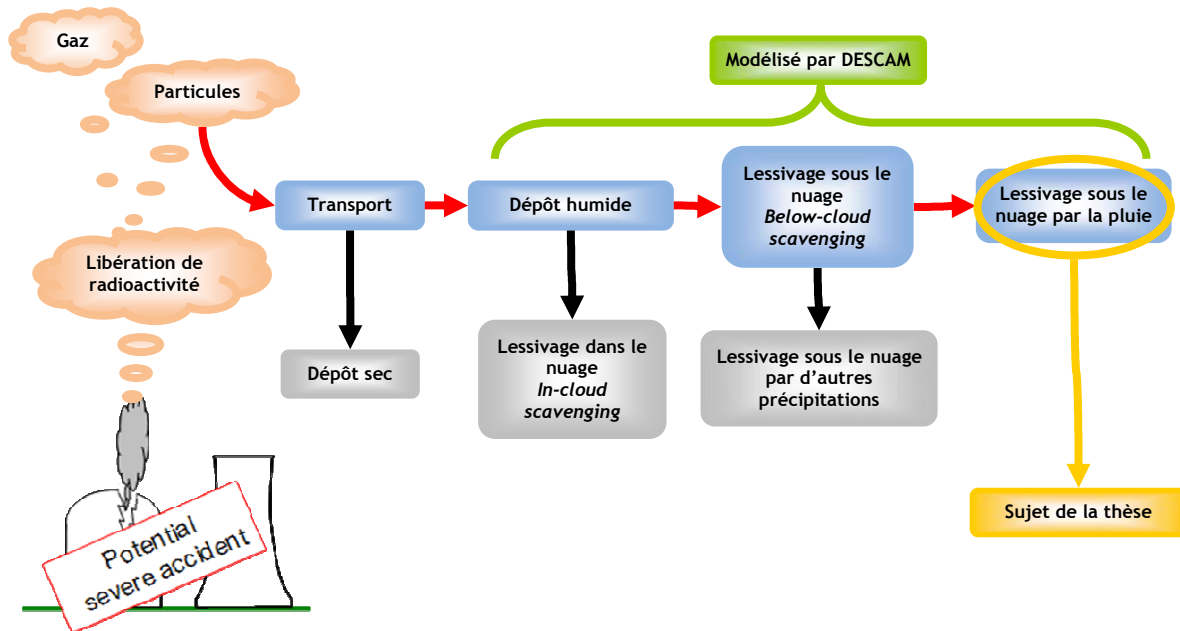 Gaz
Particules
Modélisé par DESCAM
Transport
Dépôt humide
Lessivage sous le
nuage
Below-cloud
scavenging
Lessivage sous le
nuage par la pluie
Libération de
radioactivité
Dépôt sec
Lessivage dans le
nuage
In-cloud
scavenging
Lessivage sous le nuage
par d'autres
précipitations
Sujet de la thèse
Potential
severe accident